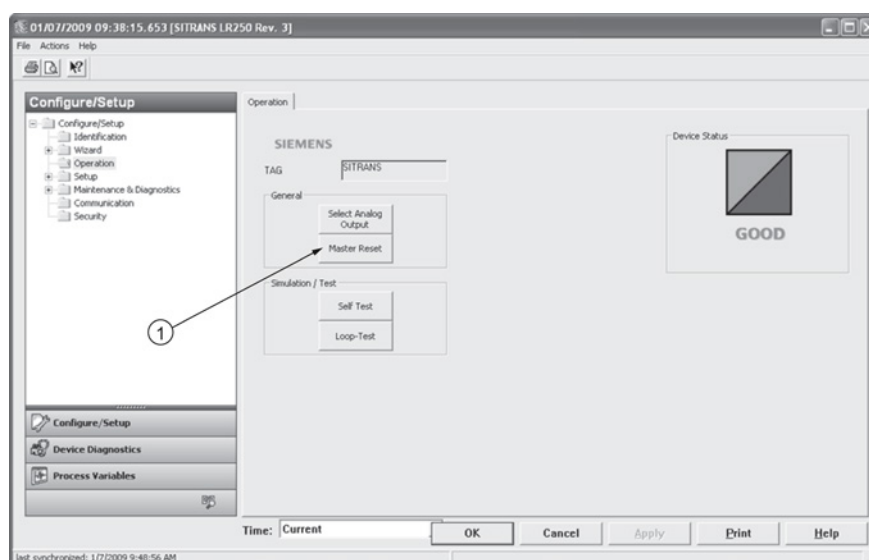 01/07/2009 09:38:15.653 [SITRANS LR250 Rev. 3]
File Actions Help
Configure/Setup
Configure/Setup
Identification
Wizard
Operation
Setup
Maintenance & Diagnostics
Communication
Security
Configure/Setup
Device Diagnostics
Process Variables
Operation
SIEMENS
TAG SITRANS
General
Select Analog
Output
Master Reset
Simulation / Test
Self Test
Loop-Test
Device Status
GOOD
1
Time: Current
OK Cancel Apply Print Help
last synchronized: 1/7/2009 9:48:56 AM